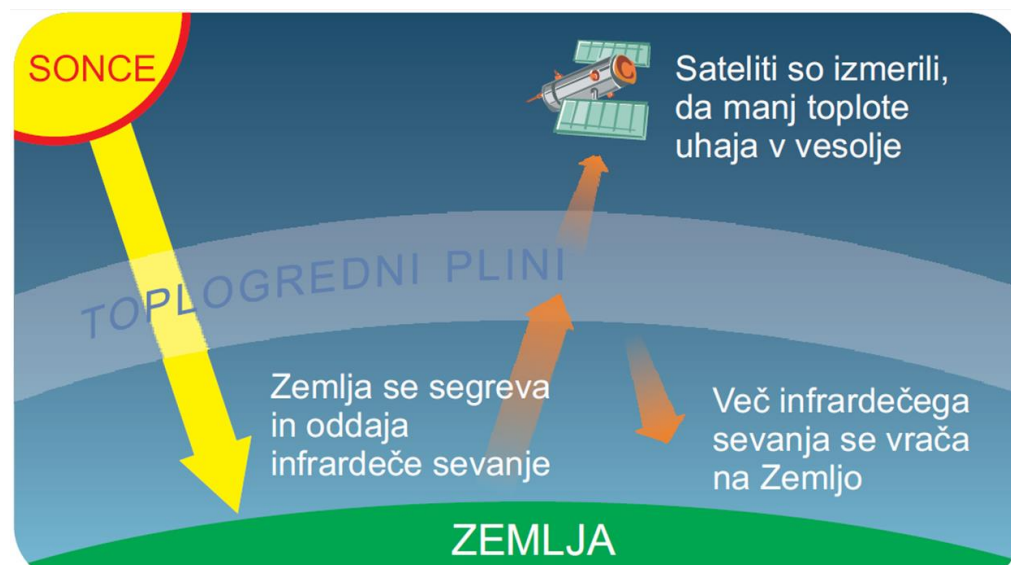 SONCE
Sateliti so izmerili,
da manj toplote
uhaja v vesolje
TOPLOGREDNI PLINI
Zemlja se segreva
in oddaja
infrardeče sevanje
Več infrardečega
sevanja se vrača
na Zemljo
ZEMLJA